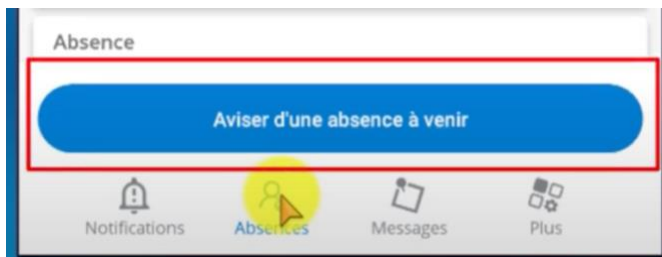 Absence
Aviser d'une absence à venir
Notifications Absences Messages Plus